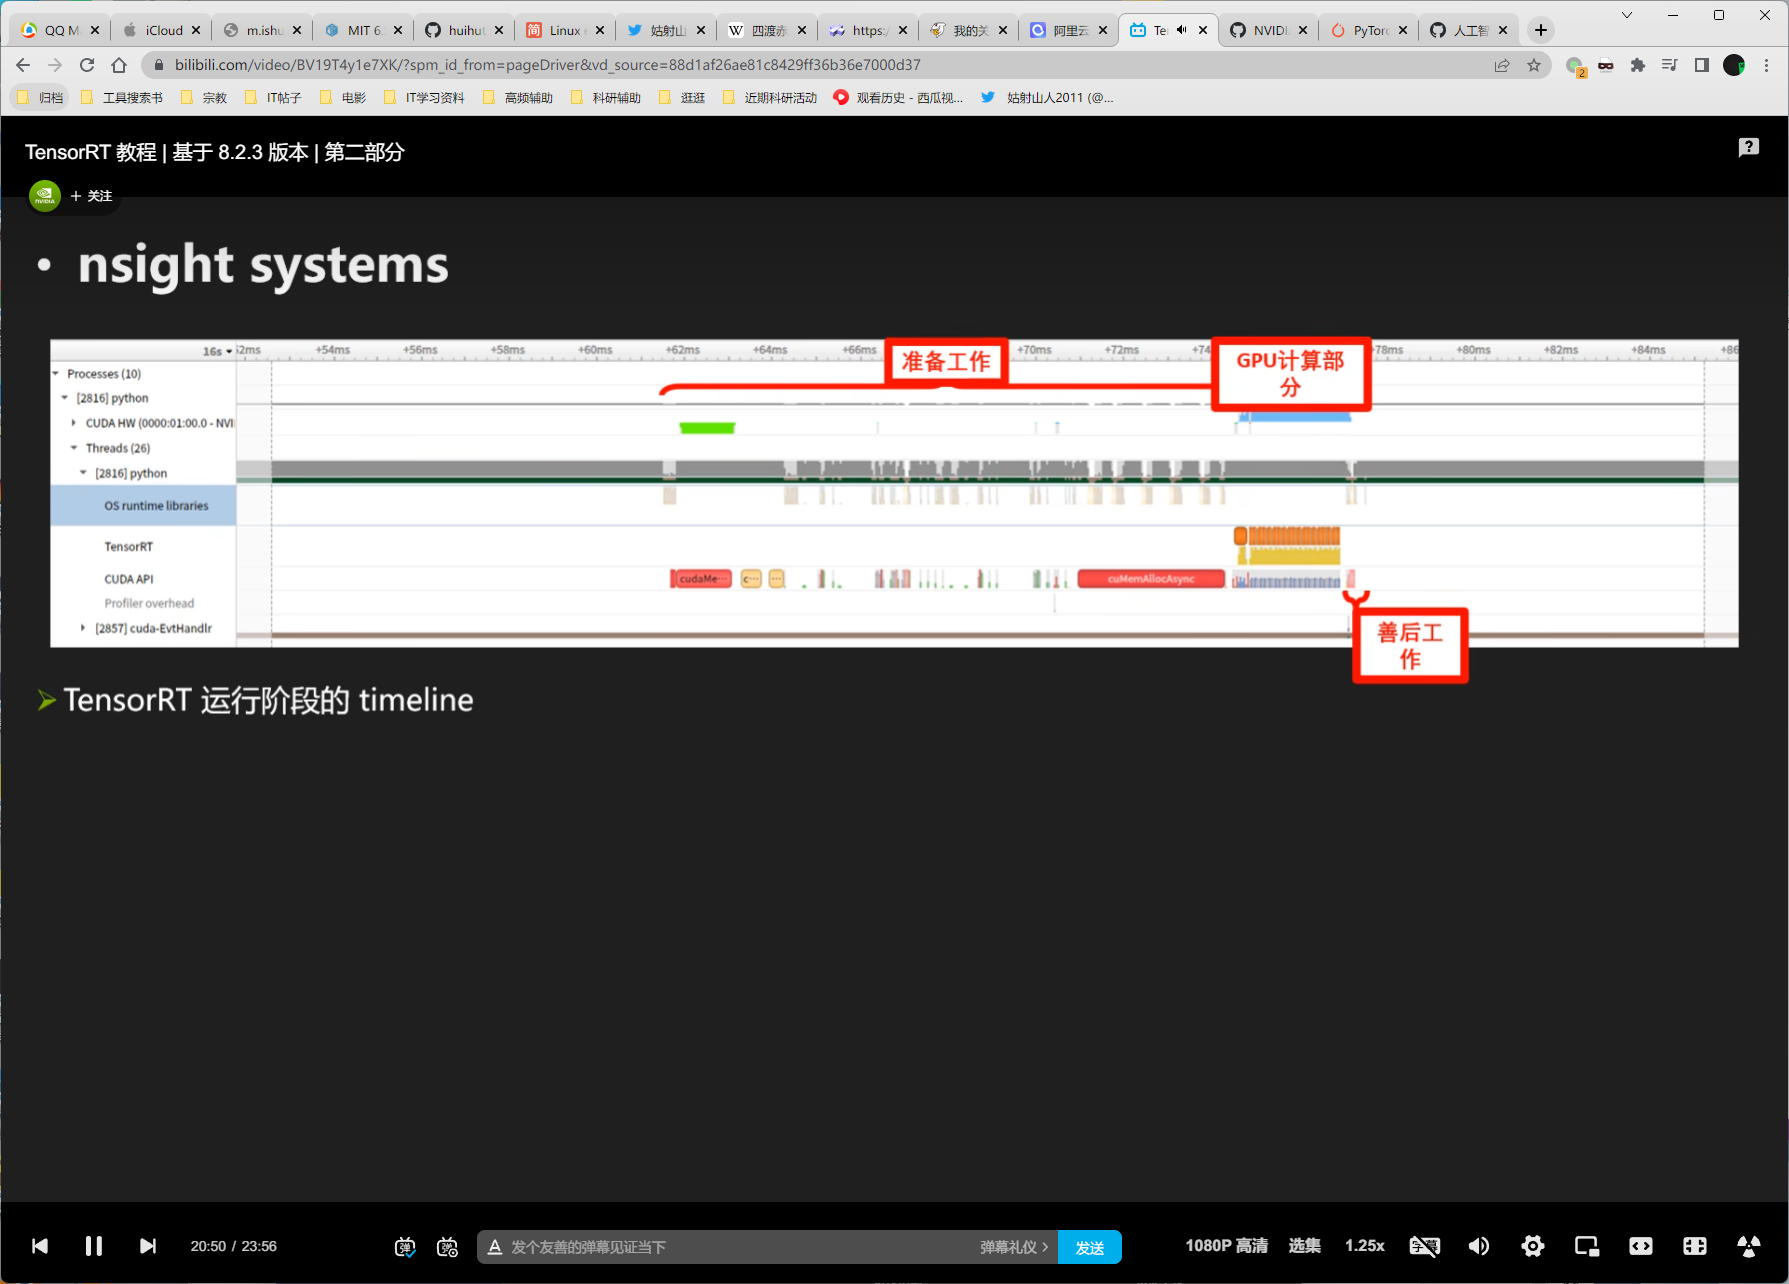 QQ M
iCloud
m.ishu
MIT 6.
huihut
Linux
姑射山
四渡赤
https:/
我的关
阿里云
Te
NVIDI
PyTorc
人工智
bilibili.com/video/BV19T4y1e7XK/?spm_id_from=pageDriver&vd_source=88d1af26ae81c8429ff36b36e7000d37
2
归档
工具搜索书
宗教
IT帖子
电影
IT学习资料
高频辅助
科研辅助
逛逛
近期科研活动
观看历史 - 西瓜视...
姑射山人2011 (@...
TensorRT 教程 | 基于 8.2.3 版本 | 第二部分
NVIDIA
+ 关注
• nsight systems
16s
+54ms +56ms +58ms +60ms +62ms +64ms +66ms +70ms +72ms +80ms +82ms +84ms
准备工作
GPU计算部
分
Processes (10)
[2816] python
CUDA HW (0000:01:00.0 - NVI
Threads (26)
[2816] python
OS runtime libraries
TensorRT
CUDA API
cudaMe...
c...
...
cuMemAllocAsync
Profiler overhead
[2857] cuda-EvtHandlr
善后工
作
TensorRT 运行阶段的 timeline
20:50 / 23:56
弹
弹
A 发个友善的弹幕见证当下
弹幕礼仪 >
发送
1080P 高清
选集
1.25x
字幕